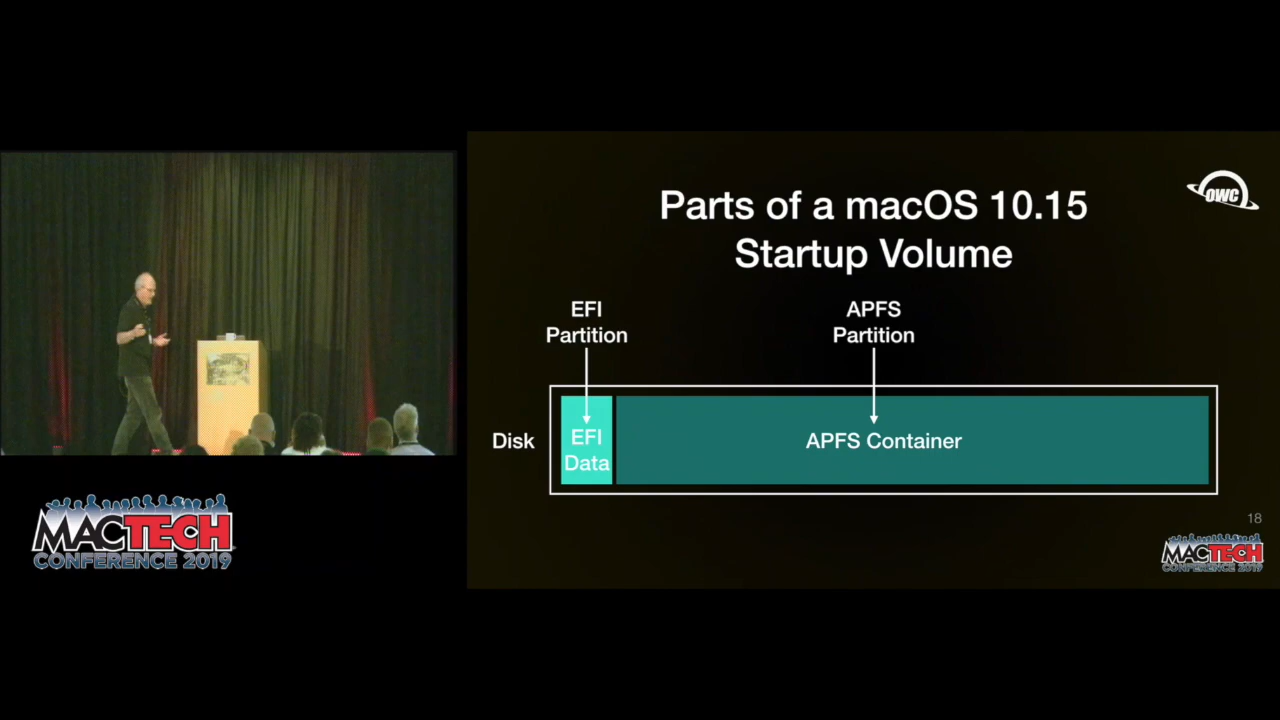 OWC
Parts of a macOS 10.15
Startup Volume
EFI
Partition
APFS
Partition
Disk
EFI
Data
APFS Container
18
MACTECH
CONFERENCE 2019
MACTECH
CONFERENCE 2019